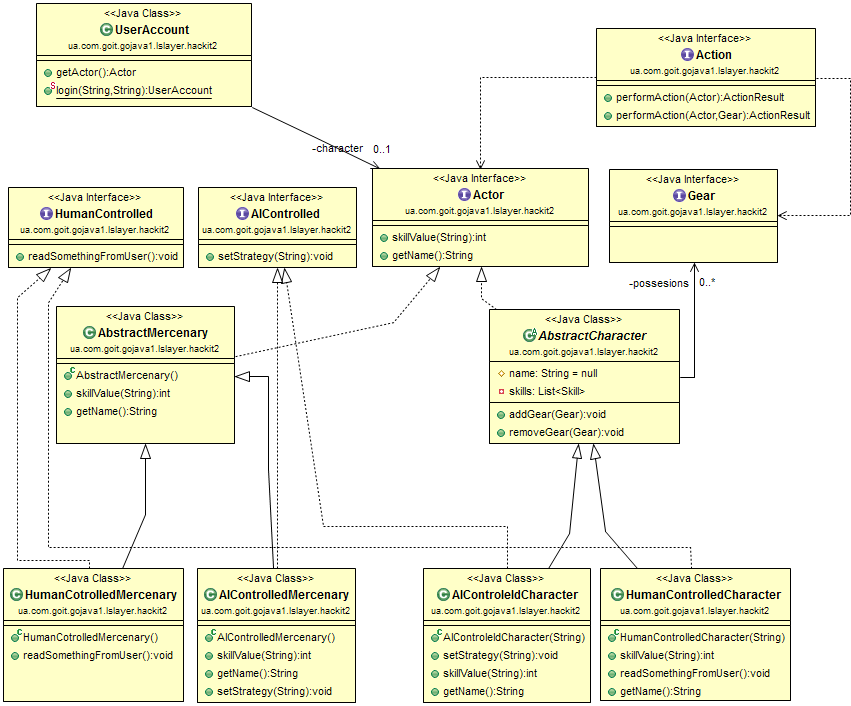 <<Java Class>>
UserAccount
ua.com.goit.gojava1.lslayer.hackit2
getActor():Actor
login(String,String):UserAccount
<<Java Interface>>
Action
ua.com.goit.gojava1.lslayer.hackit2
performAction(Actor):ActionResult
performAction(Actor,Gear):ActionResult
-character 0..1
<<Java Interface>>
HumanControlled
ua.com.goit.gojava1.lslayer.hackit2
readSomethingFromUser():void
<<Java Interface>>
AIControlled
ua.com.goit.gojava1.lslayer.hackit2
setStrategy(String):void
<<Java Interface>>
Actor
ua.com.goit.gojava1.lslayer.hackit2
skillValue(String):int
getName():String
<<Java Interface>>
Gear
ua.com.goit.gojava1.lslayer.hackit2
-possesions 0..*
<<Java Class>>
AbstractMercenary
ua.com.goit.gojava1.lslayer.hackit2
AbstractMercenary()
skillValue(String):int
getName():String
<<Java Class>>
AbstractCharacter
ua.com.goit.gojava1.lslayer.hackit2
name: String = null
skills: List<Skill>
addGear(Gear):void
removeGear(Gear):void
<<Java Class>>
HumanCotrolledMercenary
ua.com.goit.gojava1.lslayer.hackit2
HumanCotrolledMercenary()
readSomethingFromUser():void
<<Java Class>>
AIControlledMercenary
ua.com.goit.gojava1.lslayer.hackit2
AIControlledMercenary()
skillValue(String):int
getName():String
setStrategy(String):void
<<Java Class>>
AIControleldCharacter
ua.com.goit.gojava1.lslayer.hackit2
AIControleldCharacter(String)
setStrategy(String):void
skillValue(String):int
getName():String
<<Java Class>>
HumanControlledCharacter
ua.com.goit.gojava1.lslayer.hackit2
HumanControlledCharacter(String)
skillValue(String):int
readSomethingFromUser():void
getName():String